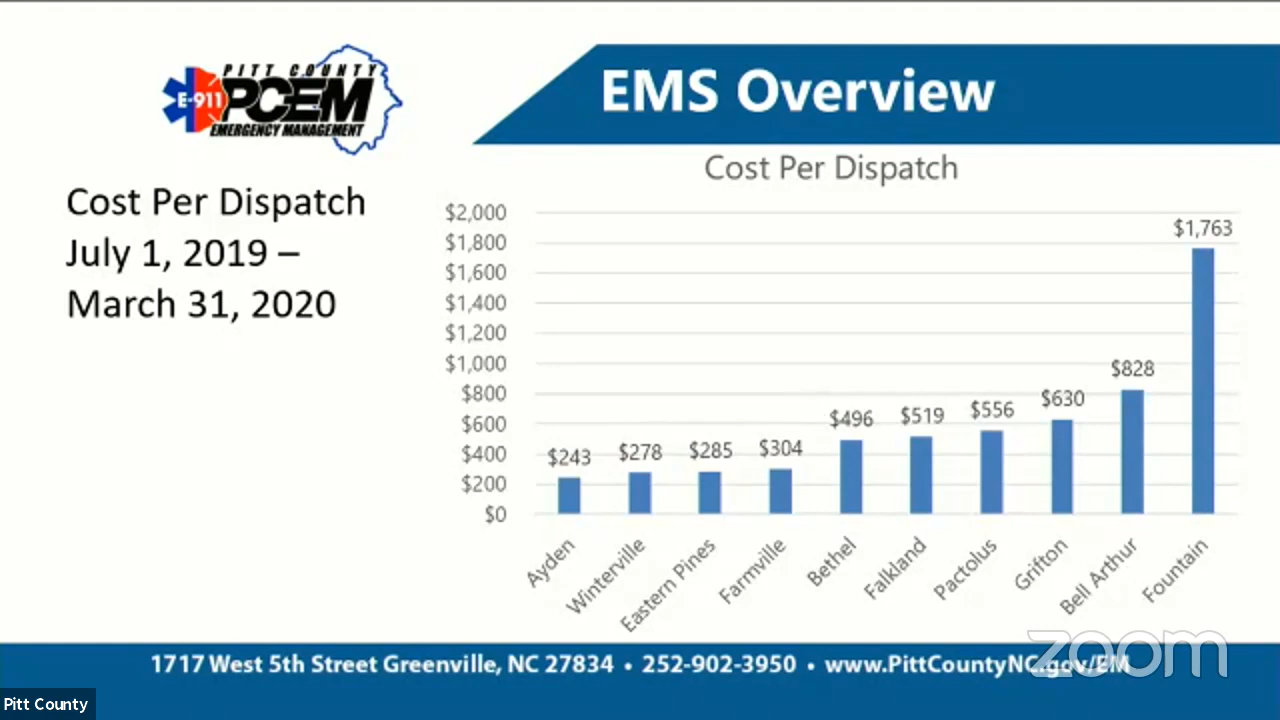 PITT COUNTY
E-911 PCEM
EMERGENCY MANAGEMENT
EMS Overview
Cost Per Dispatch
July 1, 2019 –
March 31, 2020
Cost Per Dispatch
$2,000
$1,800
$1,600
$1,400
$1,200
$1,000
$800
$600
$400
$200
$0
$243
$278
$285
$304
$496
$519
$556
$630
$828
$1,763
Ayden
Winterville
Eastern Pines
Farmville
Bethel
Falkland
Pactolus
Grifton
Bell Arthur
Fountain
1717 West 5th Street Greenville, NC 27834 • 252-902-3950 • www.PittCountyNC.gov/EM
zoom
Pitt County